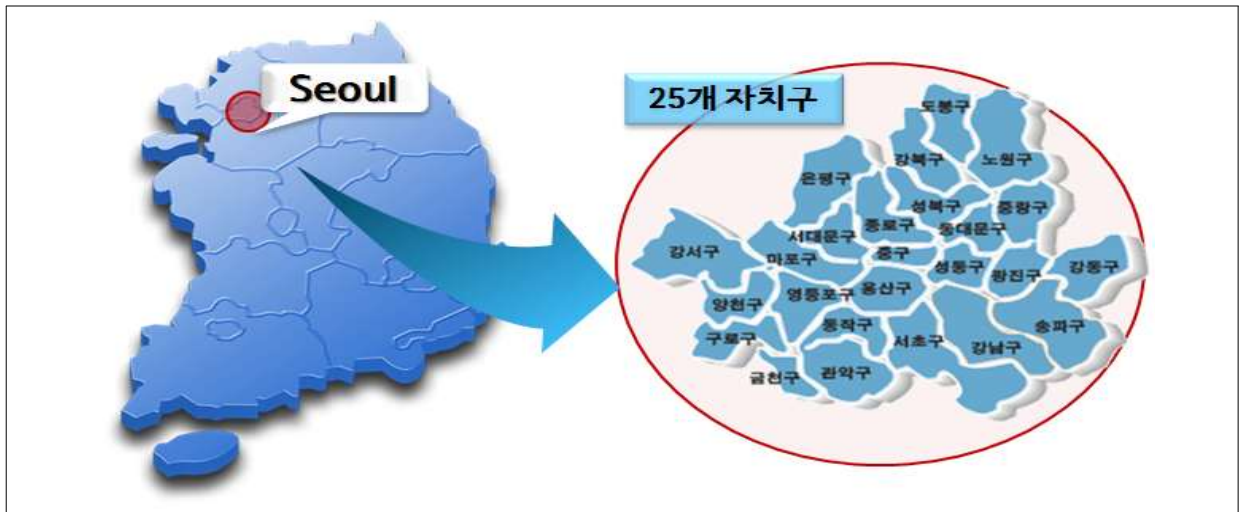 Seoul
25개 자치구
도봉구
강북구
노원구
은평구
성북구
중랑구
종로구
서대문구
동대문구
강서구
마포구
중구
성동구
광진구
강동구
양천구
영등포구
용산구
구로구
동작구
서초구
강남구
송파구
금천구
관악구